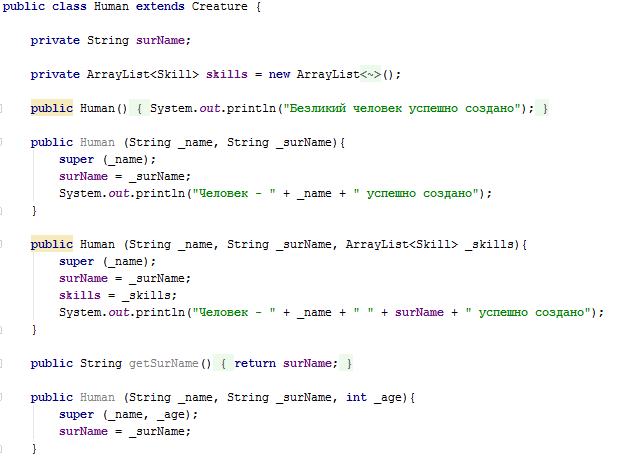 public class Human extends Creature {
private String surName;
private ArrayList<Skill> skills = new ArrayList<~>();
public Human() { System.out.println("Безликий человек успешно создано"); }
public Human (String _name, String _surName){
super (_name);
surName = _surName;
System.out.println("Человек - " + _name + " успешно создано");
}
public Human (String _name, String _surName, ArrayList<Skill> _skills){
super (_name);
surName = _surName;
skills = _skills;
System.out.println("Человек - " + _name + " " + surName + " успешно создано");
}
public String getSurName() { return surName; }
public Human (String _name, String _surName, int _age){
super (_name, _age);
surName = _surName;
}